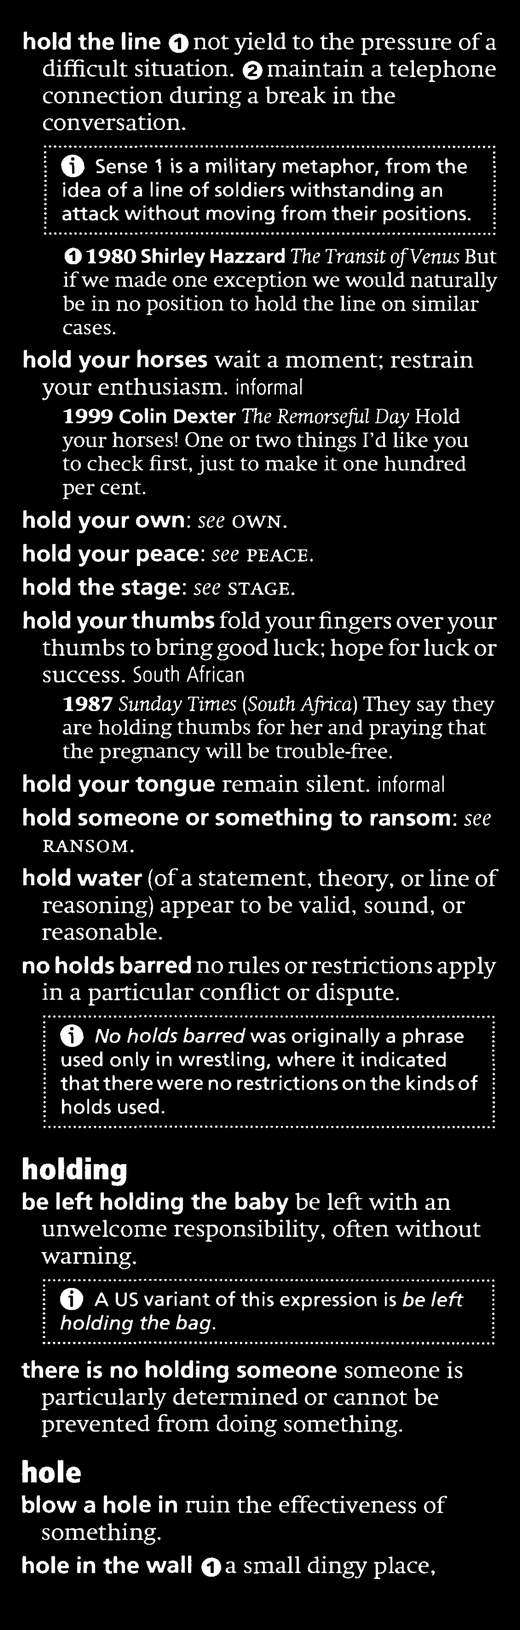 hold the line ❶ not yield to the pressure of a
difficult situation. ❷ maintain a telephone
connection during a break in the
conversation.
ⓘ Sense 1 is a military metaphor, from the
idea of a line of soldiers withstanding an
attack without moving from their positions.
❶ 1980 Shirley Hazzard The Transit of Venus But
if we made one exception we would naturally
be in no position to hold the line on similar
cases.
hold your horses wait a moment; restrain
your enthusiasm. informal
1999 Colin Dexter The Remorseful Day Hold
your horses! One or two things I'd like you
to check first, just to make it one hundred
per cent.
hold your own: see OWN.
hold your peace: see PEACE.
hold the stage: see STAGE.
hold your thumbs fold your fingers over your
thumbs to bring good luck; hope for luck or
success. South African
1987 Sunday Times (South Africa) They say they
are holding thumbs for her and praying that
the pregnancy will be trouble-free.
hold your tongue remain silent. informal
hold someone or something to ransom: see
RANSOM.
hold water (of a statement, theory, or line of
reasoning) appear to be valid, sound, or
reasonable.
no holds barred no rules or restrictions apply
in a particular conflict or dispute.
ⓘ No holds barred was originally a phrase
used only in wrestling, where it indicated
that there were no restrictions on the kinds of
holds used.
holding
be left holding the baby be left with an
unwelcome responsibility, often without
warning.
ⓘ A US variant of this expression is be left
holding the bag.
there is no holding someone someone is
particularly determined or cannot be
prevented from doing something.
hole
blow a hole in ruin the effectiveness of
something.
hole in the wall ❶ a small dingy place,